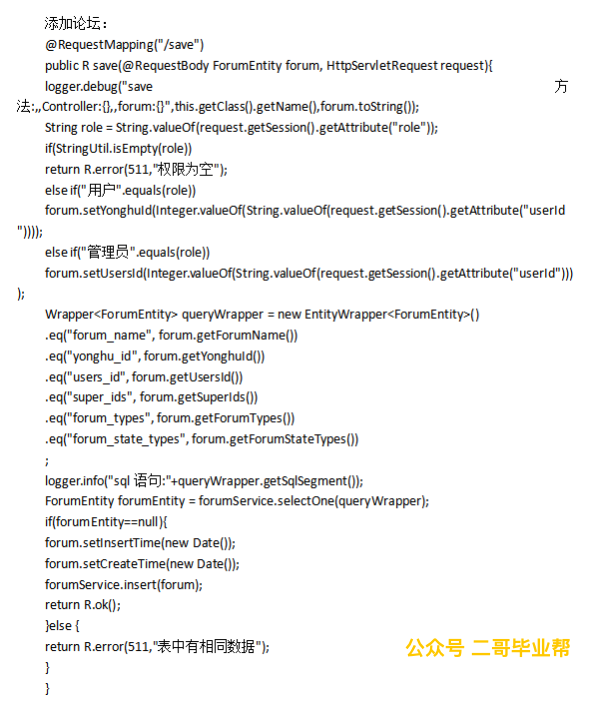 添加论坛：
@RequestMapping("/save")
public R save(@RequestBody ForumEntity forum, HttpServletRequest request){
logger.debug("save 方
法:,,Controller:{},,forum:{}",this.getClass().getName(),forum.toString());
String role = String.valueOf(request.getSession().getAttribute("role"));
if(StringUtil.isEmpty(role))
return R.error(511,"权限为空");
else if("用户".equals(role))
forum.setYonghuId(Integer.valueOf(String.valueOf(request.getSession().getAttribute("userId
"))));
else if("管理员".equals(role))
forum.setUsersId(Integer.valueOf(String.valueOf(request.getSession().getAttribute("userId")))
);
Wrapper<ForumEntity> queryWrapper = new EntityWrapper<ForumEntity>()
.eq("forum_name", forum.getForumName())
.eq("yonghu_id", forum.getYonghuId())
.eq("users_id", forum.getUsersId())
.eq("super_ids", forum.getSuperIds())
.eq("forum_types", forum.getForumTypes())
.eq("forum_state_types", forum.getForumStateTypes())
;
logger.info("sql 语句:"+queryWrapper.getSqlSegment());
ForumEntity forumEntity = forumService.selectOne(queryWrapper);
if(forumEntity==null){
forum.setInsertTime(new Date());
forum.setCreateTime(new Date());
forumService.insert(forum);
return R.ok();
}else {
return R.error(511,"表中有相同数据");
}
}
公众号 二哥毕业帮